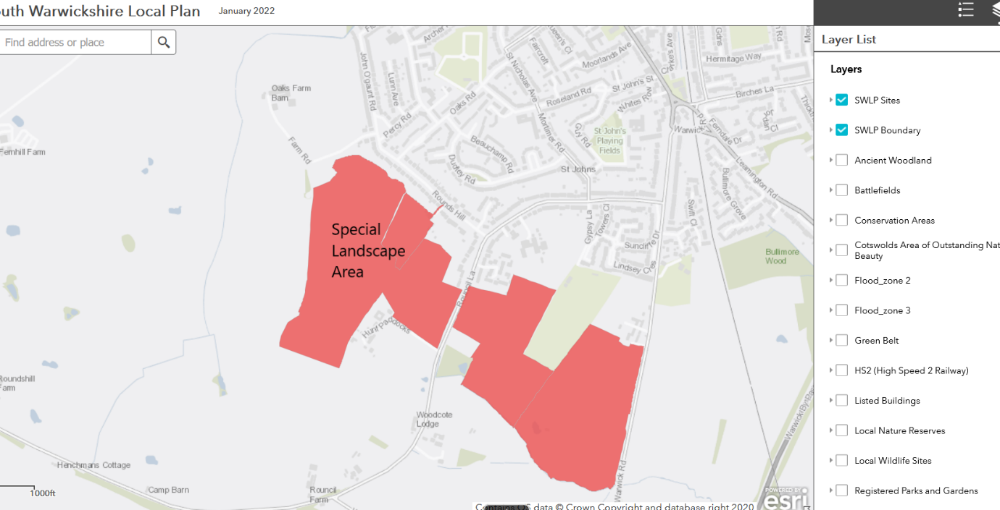 uth Warwickshire Local Plan
January 2022
Find address or place
Layer List
Layers
SWLP Sites
SWLP Boundary
Ancient Woodland
Battlefields
Conservation Areas
Cotswolds Area of Outstanding Nat
Beauty
Flood_zone 2
Flood_zone 3
Green Belt
HS2 (High Speed 2 Railway)
Listed Buildings
Local Nature Reserves
Local Wildlife Sites
Registered Parks and Gardens
Special
Landscape
Area
Oaks Farm
Barn
Farm Rd
Fernhill Farm
John O'gaunt Rd
Lunn Ave
Percy Rd
Oaks Rd
Beauchamp Rd
Dudley Rd
Rounds Hill
St Nicholas Ave
Faircroft
Moorlands Ave
Roseland Rd
St John's St
Whites Row
Mortimer Rd
Guy Rd
St John's
Playing
Fields
St Johns
Hermitage Way
Birches La
Ferndale Dr
Leamington Rd
Bullimore Grove
Swift Cl
Gypsy La
Towers Cl
Suncliffe Dr
Lindsey Cres
Bullimore
Wood
Rouncil La
Hunt Paddocks
Woodcote
Lodge
Roundshill
Farm
Henchmans Cottage
Camp Barn
Rouncil
Farm
Warwick Rd
Warwick By Pas
1000ft
POWERED BY
esri
Contains OS data © Crown Copyright and database right 2020